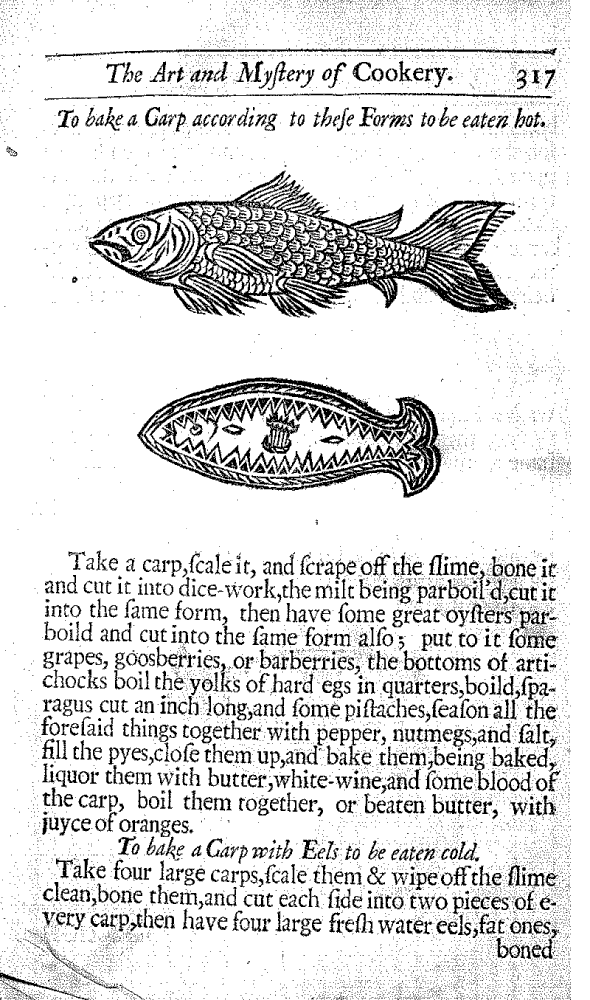 The Art and Myſtery of Cookery. 317
To bake a Carp according to theſe Forms to be eaten hot.
Take a carp,ſcale it, and ſcrape off the ſlime, bone it
and cut it into dice-work,the milt being parboil'd,cut it
into the ſame form, then have ſome great oyſters par-
boild and cut into the ſame form alſo; put to it ſome
grapes, goosberries, or barberries, the bottoms of arti-
chocks boil the yolks of hard egs in quarters,boild,ſpa-
ragus cut an inch long,and ſome piſtaches,ſeaſon all the
foreſaid things together with pepper, nutmegs,and ſalt,
fill the pyes,cloſe them up,and bake them,being baked,
liquor them with butter,white-wine,and ſome blood of
the carp, boil them together, or beaten butter, with
juyce of oranges.
To bake a Carp with Eels to be eaten cold.
Take four large carps,ſcale them & wipe off the ſlime
clean,bone them,and cut each ſide into two pieces of e-
very carp,then have four large freſh water eels,fat ones,
boned